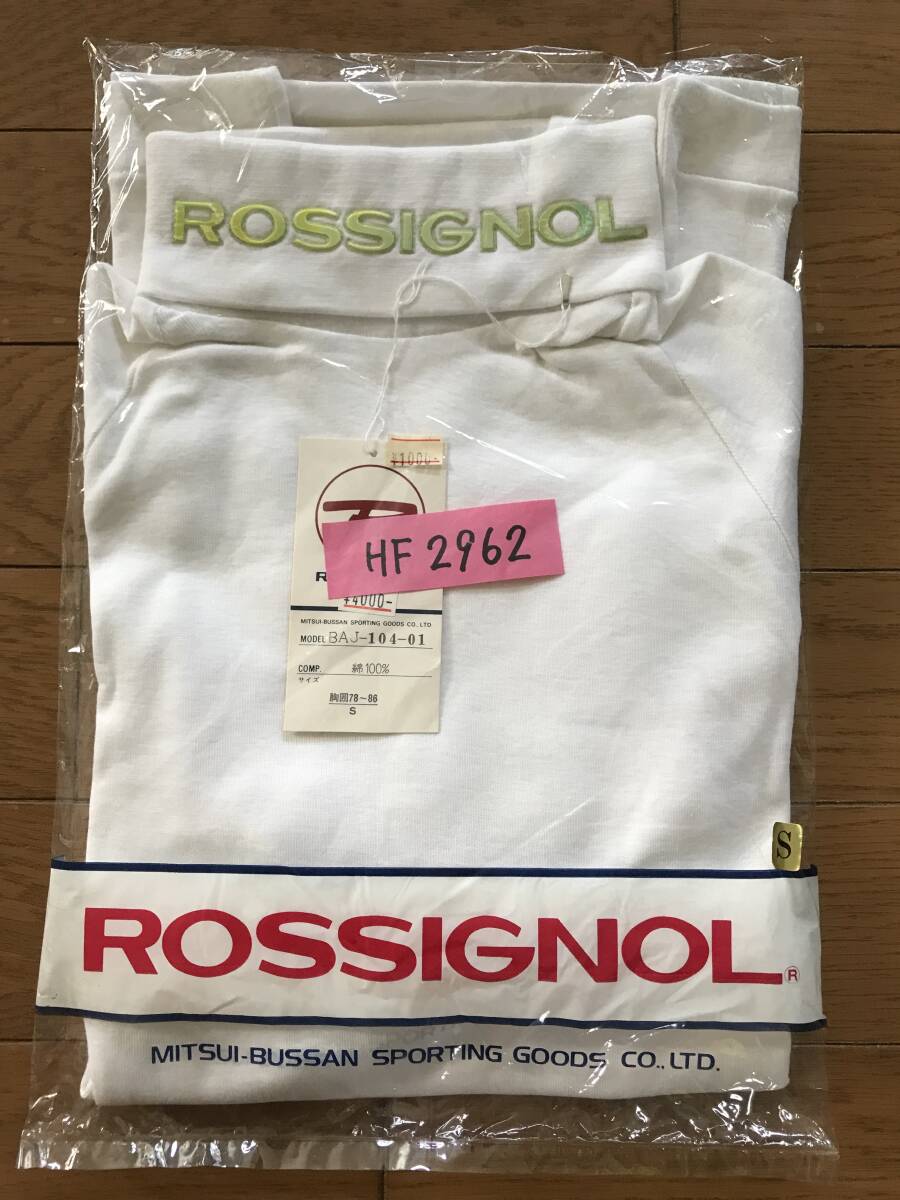 ROSSIGNOL
¥1000-
HF 2962
R
¥4000-
MITSUI-BUSSAN SPORTING GOODS CO., LTD
MODEL BAJ-104-01
COMP. 綿100%
サイズ
胸囲78~86
S
S
ROSSIGNOL®
MITSUI-BUSSAN SPORTING GOODS CO., LTD.